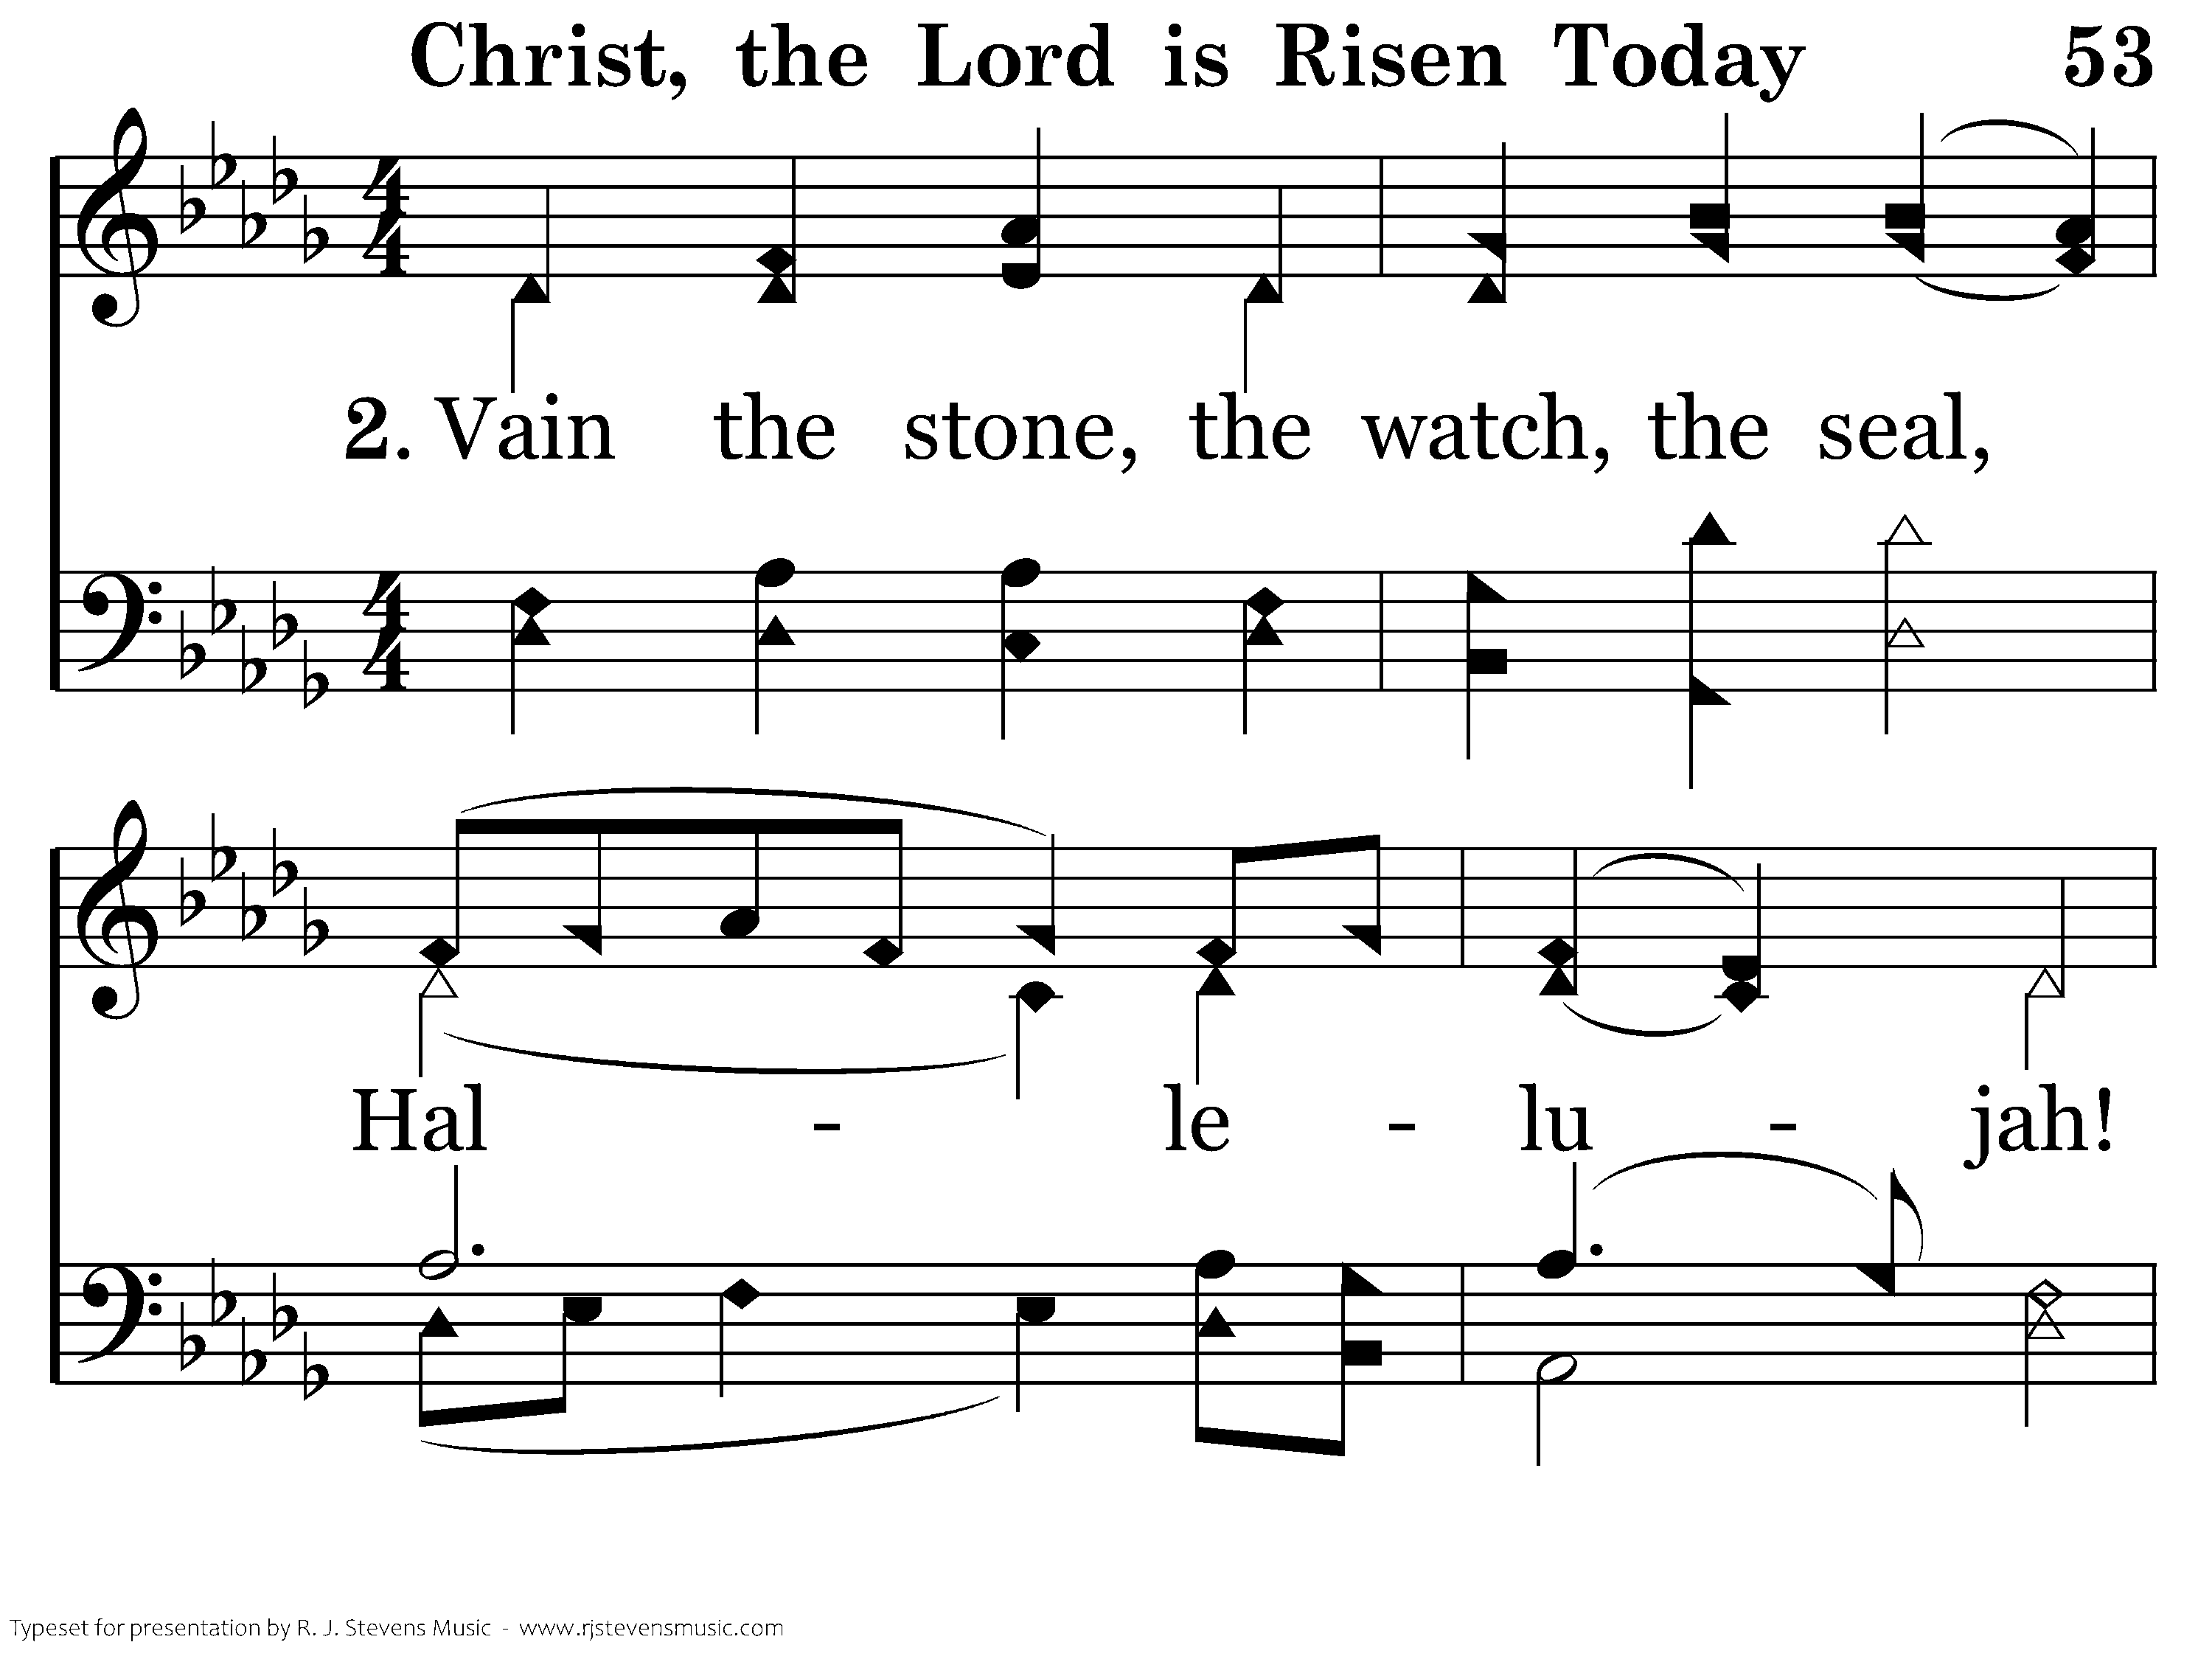 Christ, the Lord is Risen Today 53
2. Vain the stone, the watch, the seal,
Hal - le - lu - jah!
Typeset for presentation by R. J. Stevens Music - www.rjstevensmusic.com